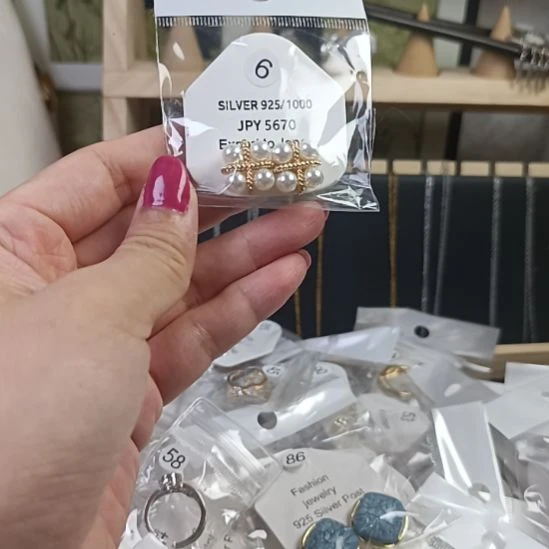 6
SILVER 925/1000
JPY 5670
58
86
Fashion
jewelry
925 Silver Post